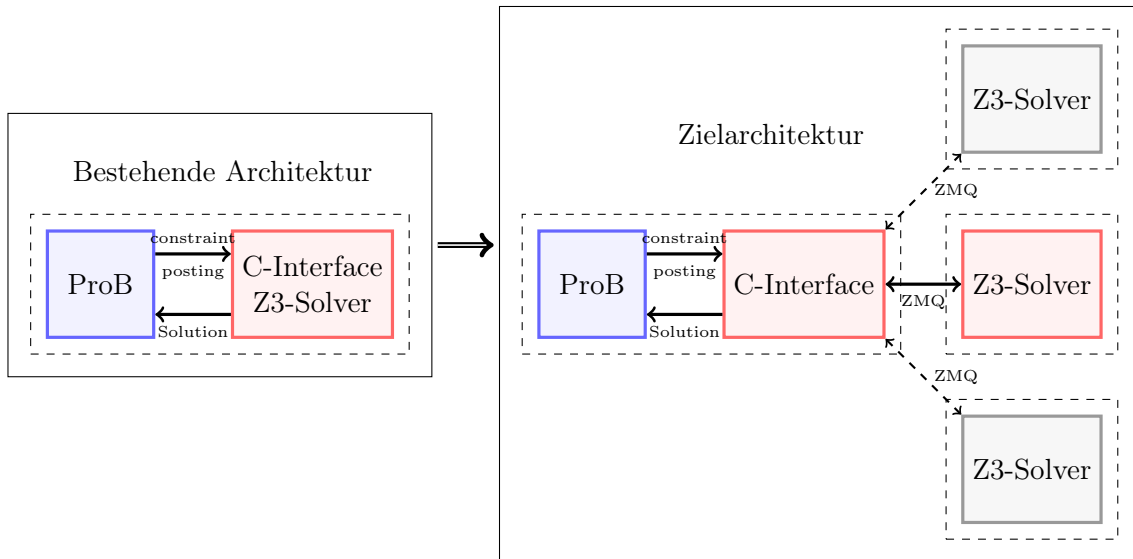 Bestehende Architektur
ProB
constraint
posting
Solution
C-Interface
Z3-Solver
Zielarchitektur
ProB
constraint
posting
Solution
C-Interface
ZMQ
Z3-Solver
ZMQ
Z3-Solver
ZMQ
Z3-Solver